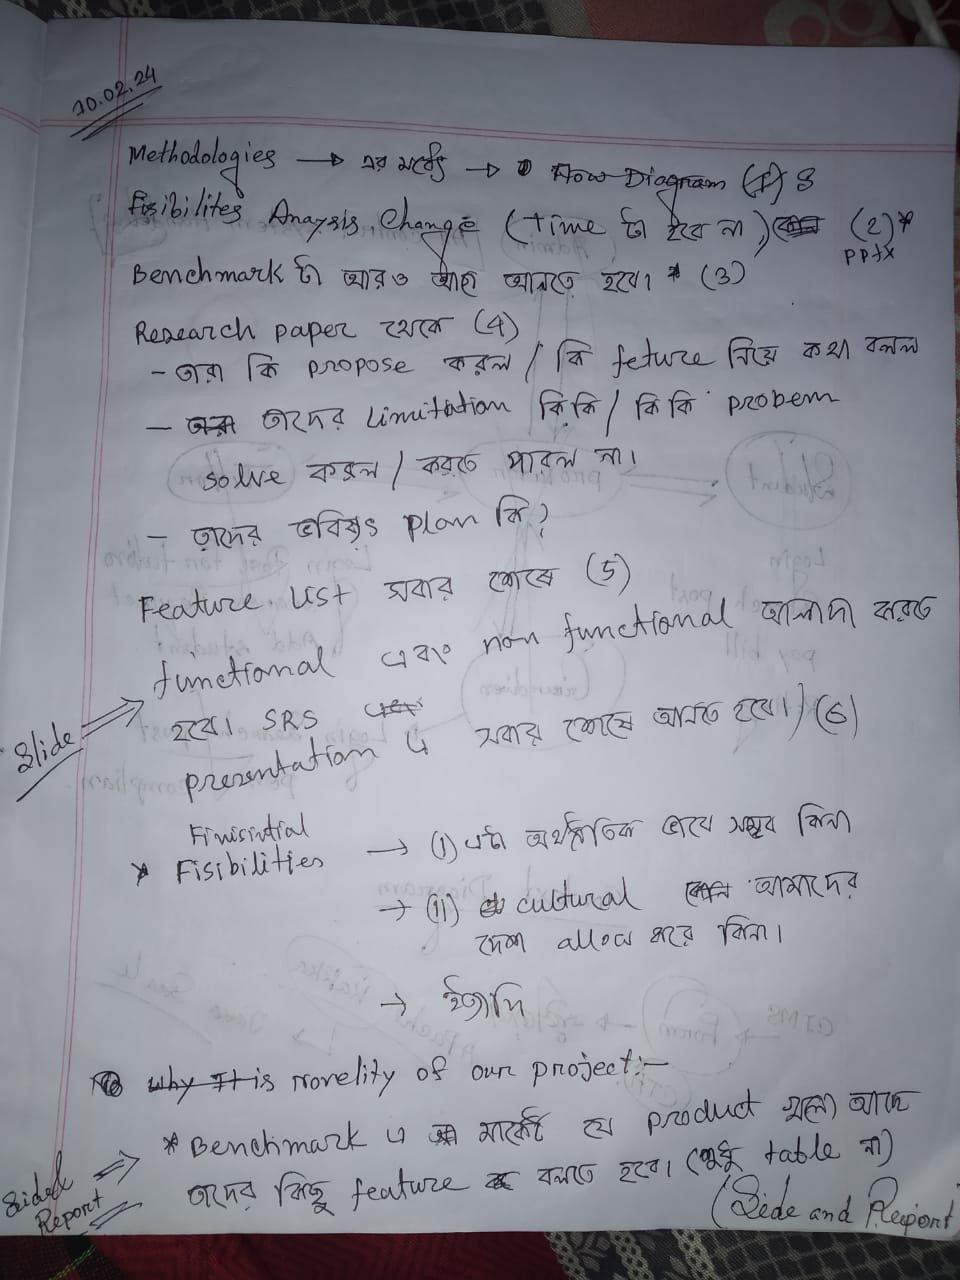 10.02.24
Methodologies → এর মধ্যেই → Flow Diagram (1) S
Fisibilites Anaysis Change (Time টা হবে না) (2)*
pptx
Benchmark টা আরও আনতে হবে। * (3)
Research paper থেকে (4)
- তারা কি propose করল / কি feture নিয়ে কথা বলল
- তাদের Limitation কি কি / কি কি probem
solve করল / করতে পারল না।
- তাদের ভবিষ্যৎ plan কি?
Feature List সবার শেষে (5)
functional এবং non functional আলাদা করতে
হবে। SRS
Slide ⇒
presentation এ সবার শেষে আনতে হবে।) (6)
Finisintial
* Fisibilities → (i) এটা অর্থনৈতিক ভাবে সম্ভব কিনা
→ (ii) cultural আমাদের
দেশ allow করে কিনা।
→ ইত্যাদি
why It is novelity of our project:-
* Benchmark এ মার্কেটে যে product গুলো আছে
তাদের কিছু feature বলতে হবে। (শুধু table না)
Sidel ⇒
Report
(Side and Report